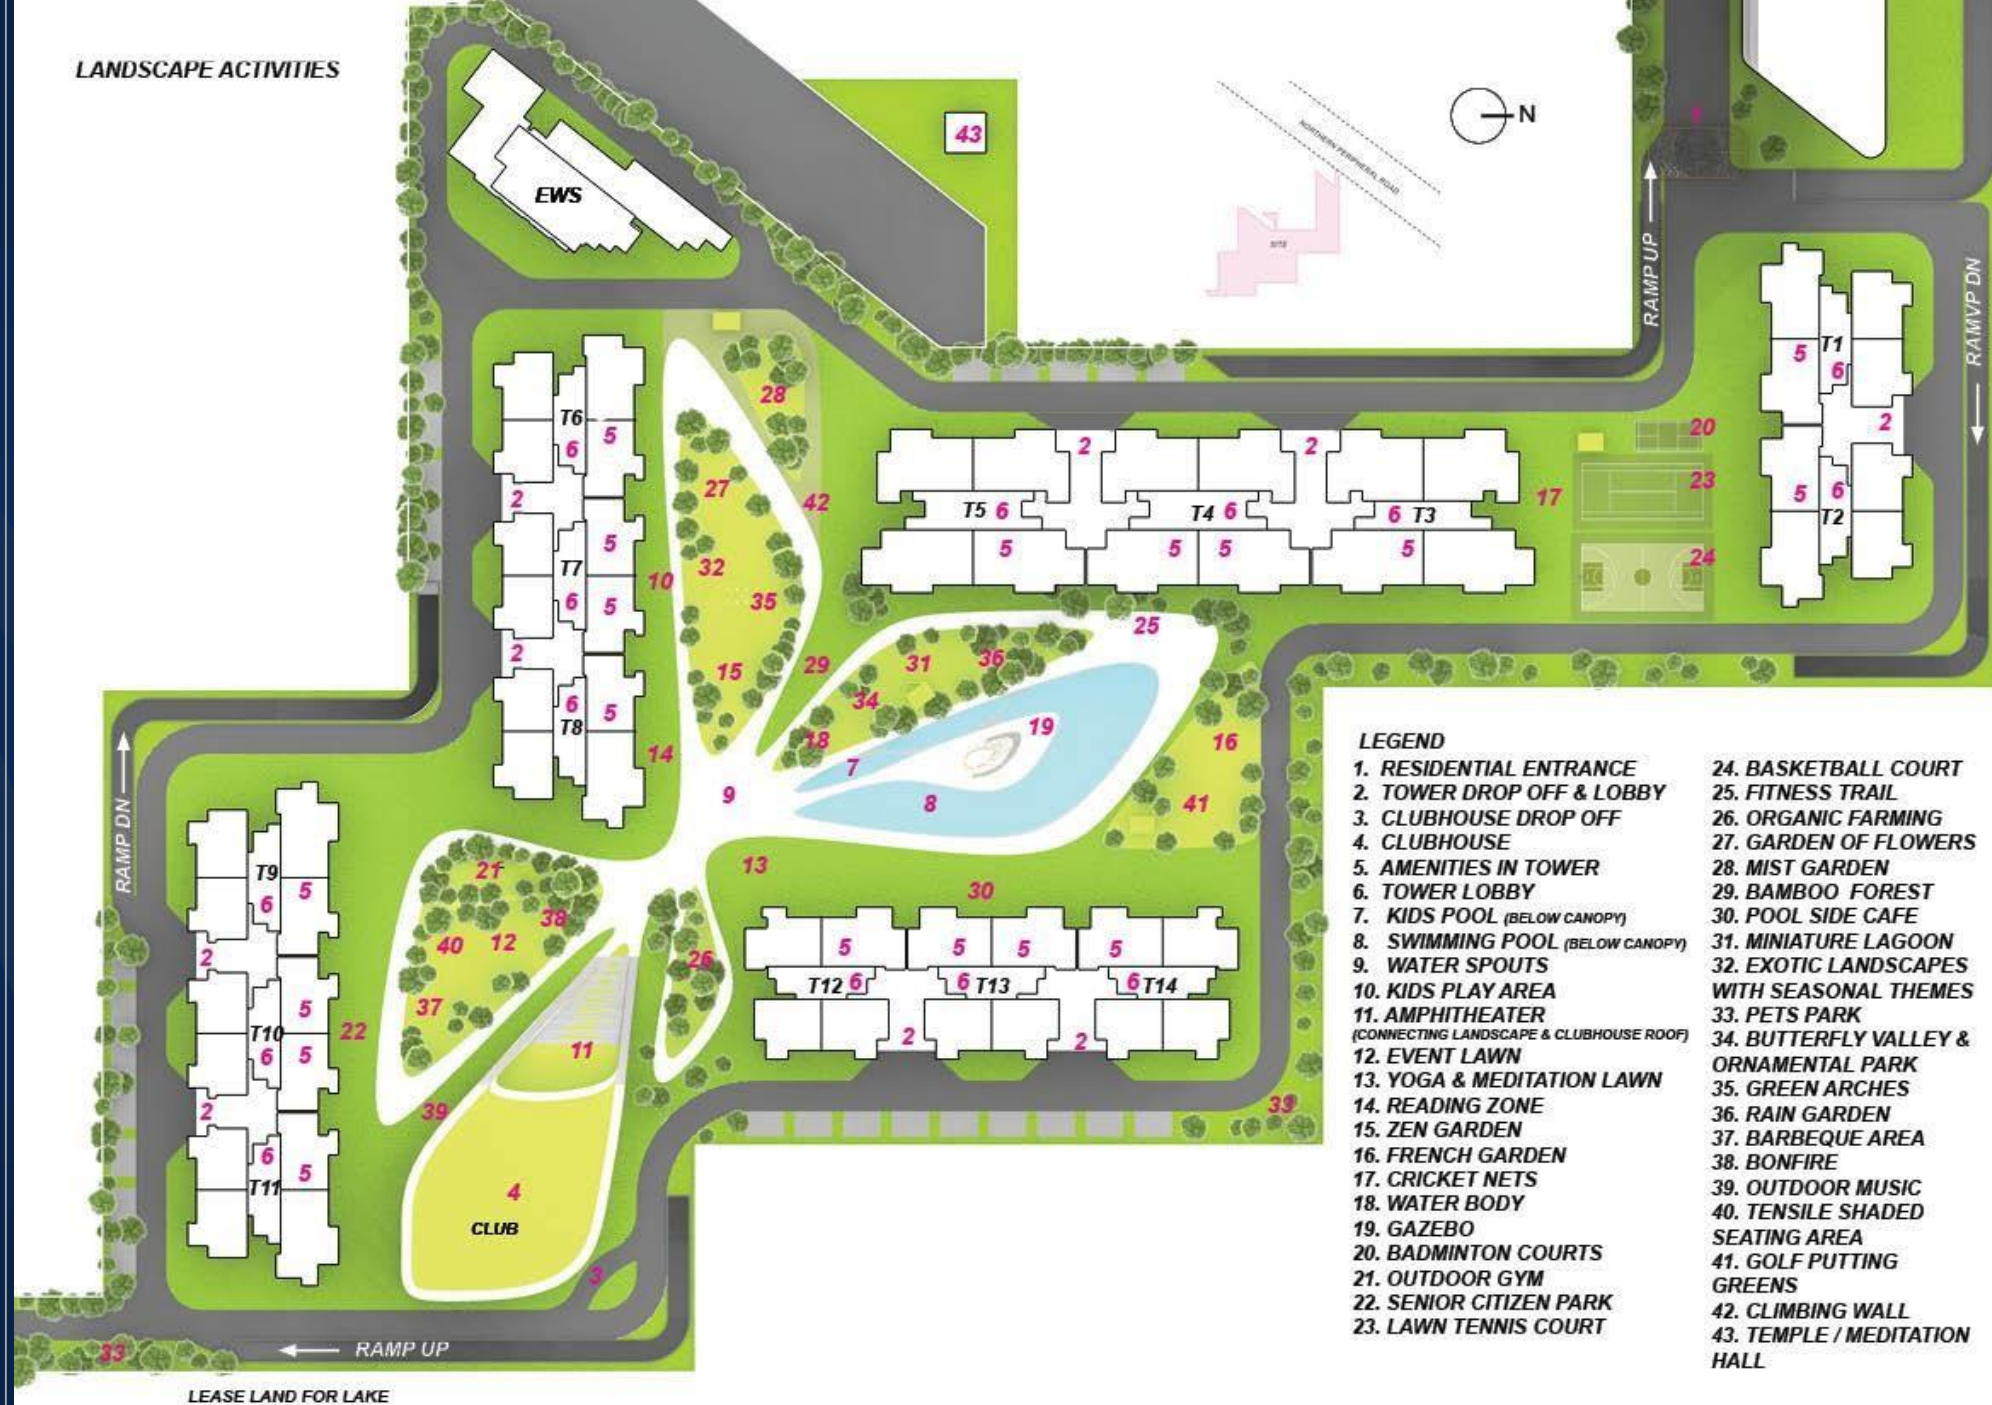 LANDSCAPE ACTIVITIES
43
N
NORTHERN PERIPHERAL ROAD
SITE
1
EWS
RAMP UP
RAMVP DN
T1
5
6
2
5
6
T2
T6
5
6
2
T7
5
6
5
2
6
5
T8
28
27
42
32
10
35
15
29
14
2
2
T5 6
T4 6
6 T3
5
5
5
5
17
20
23
24
25
31
36
34
18
19
7
8
9
16
41
13
30
RAMP DN
T9
5
6
2
5
T10
6
5
2
6
5
T11
22
21
38
40
12
37
39
26
11
4
CLUB
3
5
5
5
5
T12 6
6 T13
6 T14
2
2
33
33
RAMP UP
LEASE LAND FOR LAKE
LEGEND
1. RESIDENTIAL ENTRANCE
2. TOWER DROP OFF & LOBBY
3. CLUBHOUSE DROP OFF
4. CLUBHOUSE
5. AMENITIES IN TOWER
6. TOWER LOBBY
7. KIDS POOL (BELOW CANOPY)
8. SWIMMING POOL (BELOW CANOPY)
9. WATER SPOUTS
10. KIDS PLAY AREA
11. AMPHITHEATER
(CONNECTING LANDSCAPE & CLUBHOUSE ROOF)
12. EVENT LAWN
13. YOGA & MEDITATION LAWN
14. READING ZONE
15. ZEN GARDEN
16. FRENCH GARDEN
17. CRICKET NETS
18. WATER BODY
19. GAZEBO
20. BADMINTON COURTS
21. OUTDOOR GYM
22. SENIOR CITIZEN PARK
23. LAWN TENNIS COURT
24. BASKETBALL COURT
25. FITNESS TRAIL
26. ORGANIC FARMING
27. GARDEN OF FLOWERS
28. MIST GARDEN
29. BAMBOO FOREST
30. POOL SIDE CAFE
31. MINIATURE LAGOON
32. EXOTIC LANDSCAPES
WITH SEASONAL THEMES
33. PETS PARK
34. BUTTERFLY VALLEY &
ORNAMENTAL PARK
35. GREEN ARCHES
36. RAIN GARDEN
37. BARBEQUE AREA
38. BONFIRE
39. OUTDOOR MUSIC
40. TENSILE SHADED
SEATING AREA
41. GOLF PUTTING
GREENS
42. CLIMBING WALL
43. TEMPLE / MEDITATION
HALL